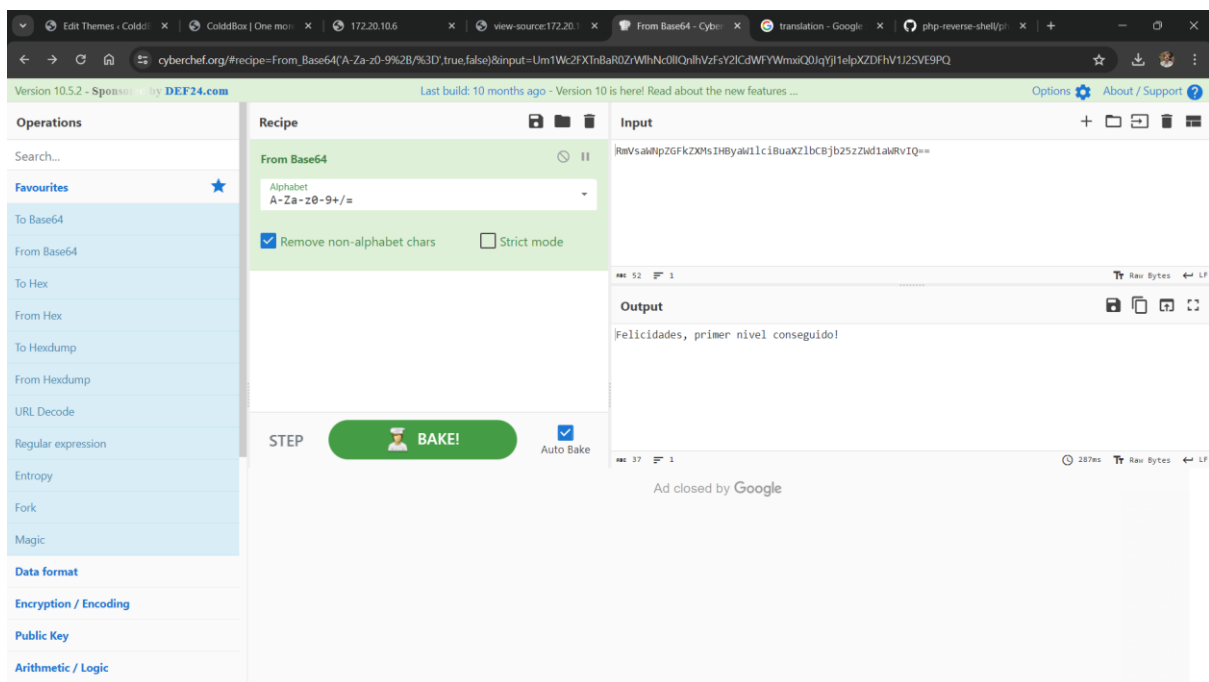 Edit Themes ‹ Coldd
ColddBox | One mor
172.20.10.6
view-source:172.20.1
From Base64 - Cyber
translation - Google
php-reverse-shell/ph
cyberchef.org/#recipe=From_Base64('A-Za-z0-9%2B/%3D',true,false)&input=Um1Wc2FXTnBaR0ZrWlhNc0lIQnlhVzFsY2lCdWFYWmxiQ0JqYjI1elpXZDFhV1J2SVE9PQ
Version 10.5.2 - Sponsored by DEF24.com
Last build: 10 months ago - Version 10 is here! Read about the new features ...
Options
About / Support
Operations
Recipe
Input
Search...
Favourites
To Base64
From Base64
To Hex
From Hex
To Hexdump
From Hexdump
URL Decode
Regular expression
Entropy
Fork
Magic
Data format
Encryption / Encoding
Public Key
Arithmetic / Logic
From Base64
Alphabet
A-Za-z0-9+/=
Remove non-alphabet chars
Strict mode
STEP
BAKE!
Auto Bake
RmVsaWNpZGFkZXMsIHByaW1lciBuaXZlbCBjb25zZWd1aWRvIQ==
52
1
Raw Bytes
LF
Output
Felicidades, primer nivel conseguido!
37
1
287ms
Raw Bytes
LF
Ad closed by Google